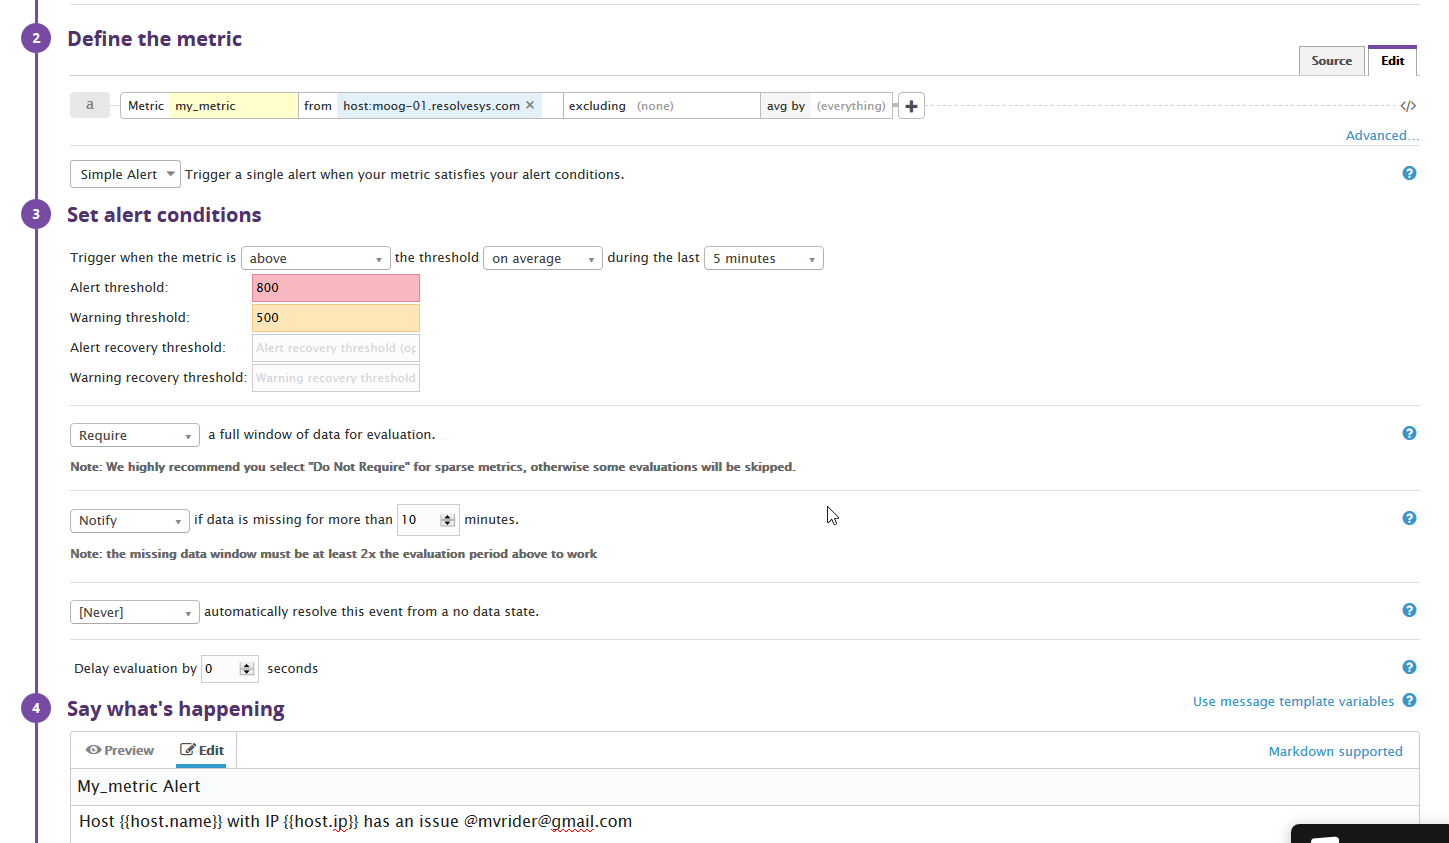 2 Define the metric
Source Edit
a Metric my_metric from host:moog-01.resolvesys.com × excluding (none) avg by (everything) + </>
Advanced...
Simple Alert Trigger a single alert when your metric satisfies your alert conditions. ?
3 Set alert conditions
Trigger when the metric is above the threshold on average during the last 5 minutes
Alert threshold: 800
Warning threshold: 500
Alert recovery threshold: Alert recovery threshold (op
Warning recovery threshold: Warning recovery threshold
Require a full window of data for evaluation. ?
Note: We highly recommend you select "Do Not Require" for sparse metrics, otherwise some evaluations will be skipped.
Notify if data is missing for more than 10 minutes. ?
Note: the missing data window must be at least 2x the evaluation period above to work
[Never] automatically resolve this event from a no data state. ?
Delay evaluation by 0 seconds ?
4 Say what's happening Use message template variables ?
Preview Edit Markdown supported
My_metric Alert
Host {{host.name}} with IP {{host.ip}} has an issue @mvrider@gmail.com